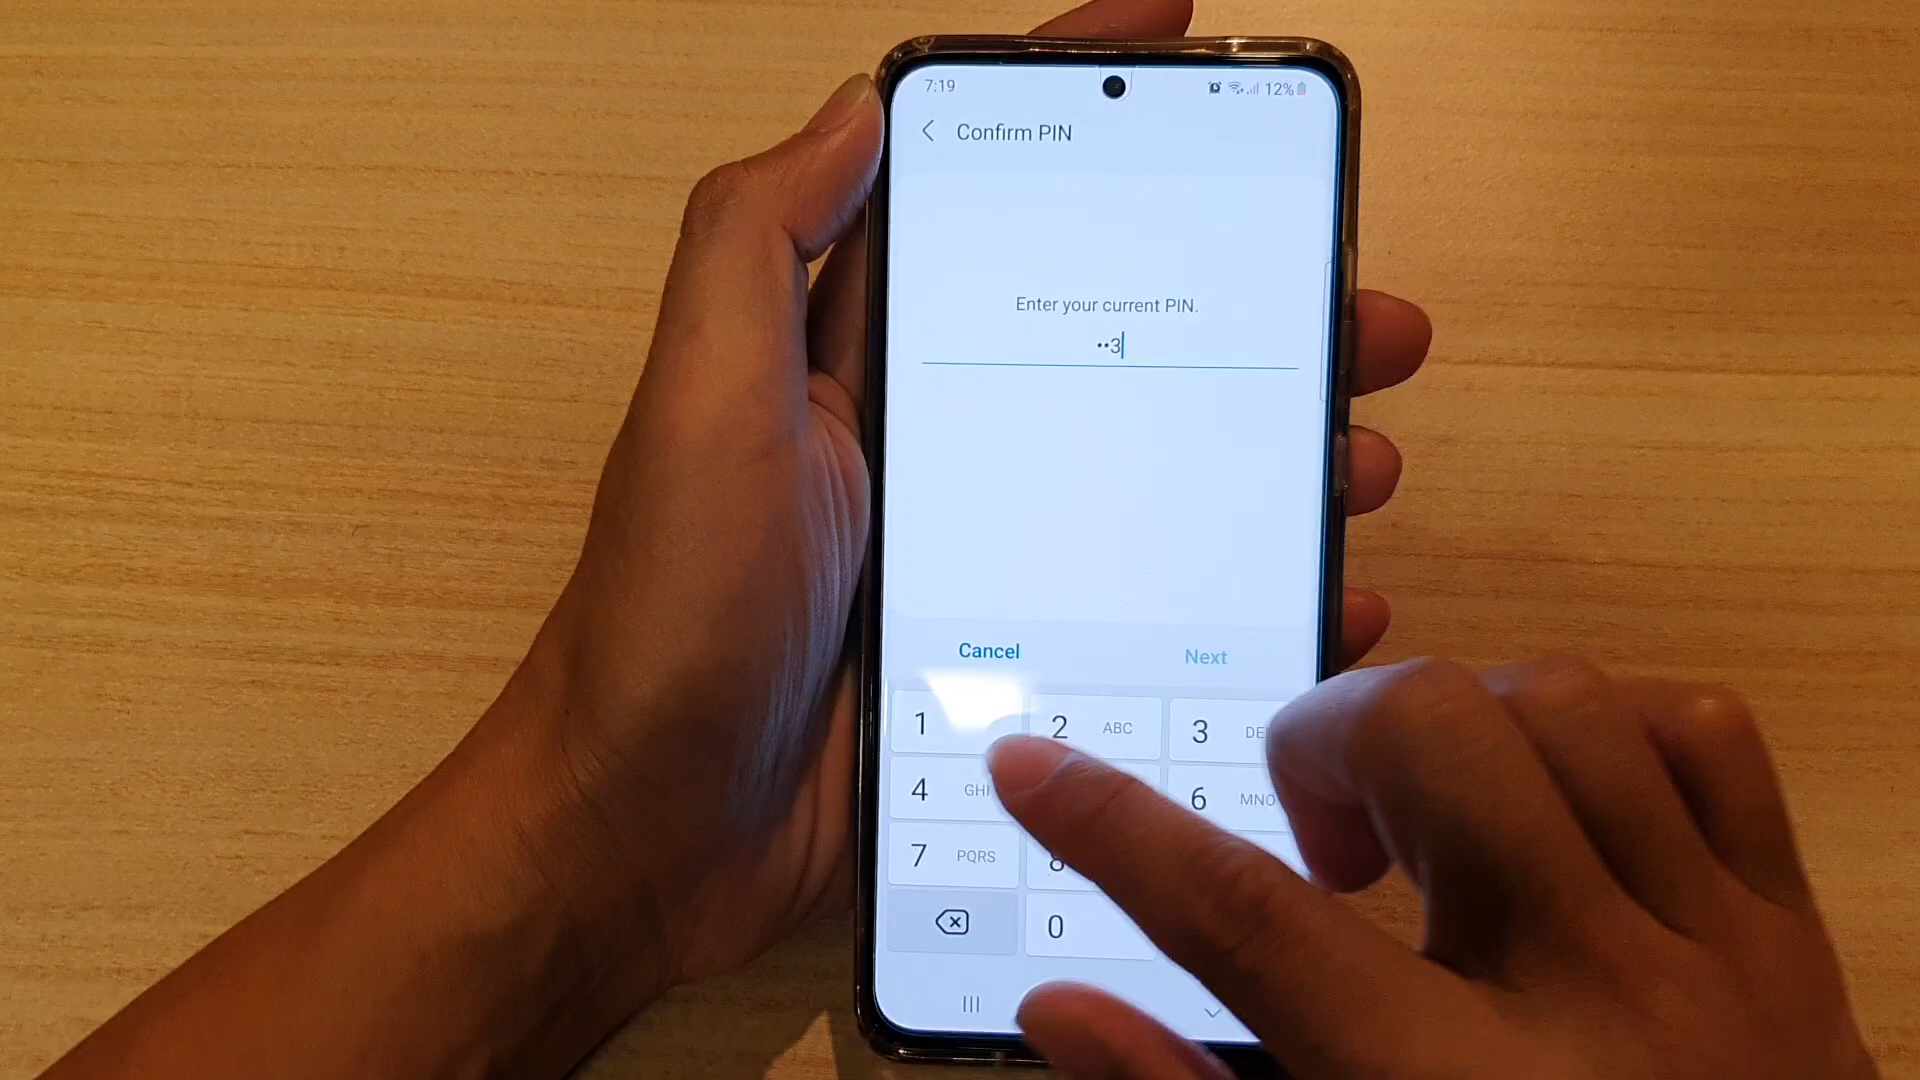 7:19 12%
Confirm PIN
Enter your current PIN.
••3
Cancel Next
1 2 ABC 3
4 GHI 6 MNO
7 PQRS 8
0